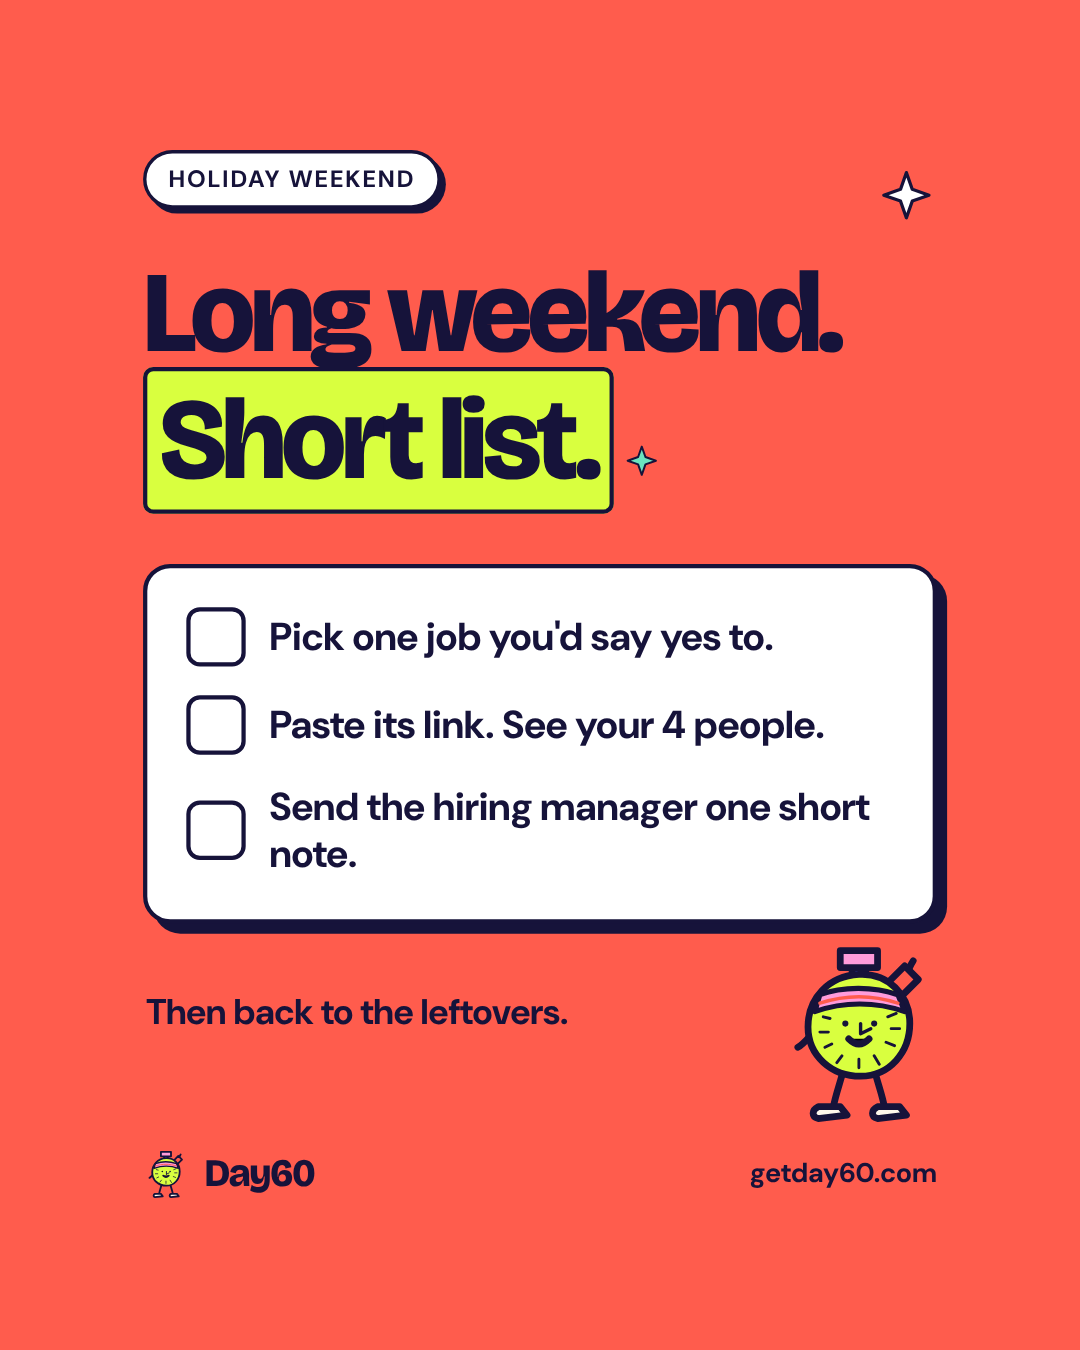 HOLIDAY WEEKEND
Long weekend.
Short list.
Pick one job you'd say yes to.
Paste its link. See your 4 people.
Send the hiring manager one short
note.
Then back to the leftovers.
Day60
getday60.com